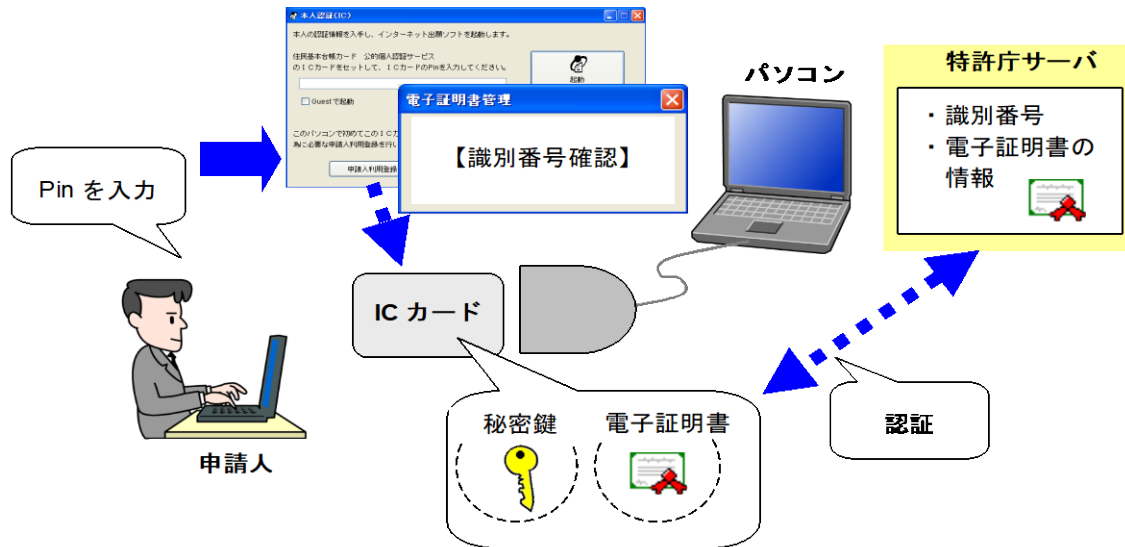 本人認証(IC)
本人の認証情報を入手し、インターネット出願ソフトを起動します。
住民基本台帳カード 公的個人認証サービス
のICカードをセットして、ICカードのPinを入力してください。
起動
Guestで起動
このパソコンで初めてこのICカ
為に必要な申請人利用登録を行い
申請人利用登録
電子証明書管理
【識別番号確認】
パソコン
特許庁サーバ
・識別番号
・電子証明書の
情報
Pin を入力
IC カード
申請人
秘密鍵
電子証明書
認証